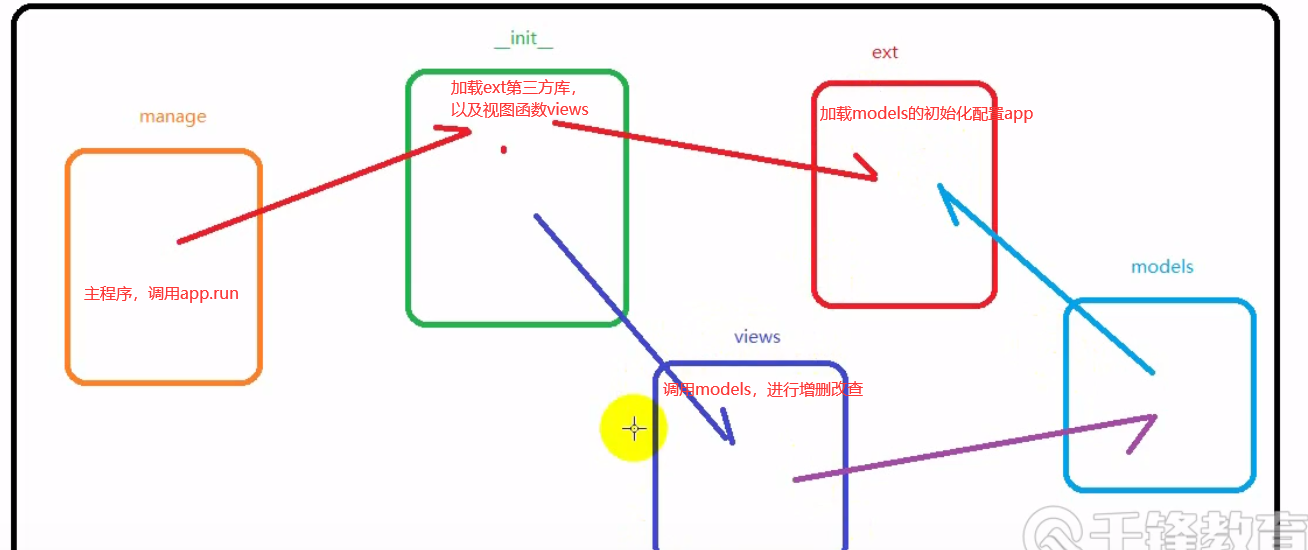 __init__
ext
manage
加载ext第三方库，
以及视图函数views
加载models的初始化配置app
主程序，调用app.run
models
views
调用models，进行增删改查
千锋教育